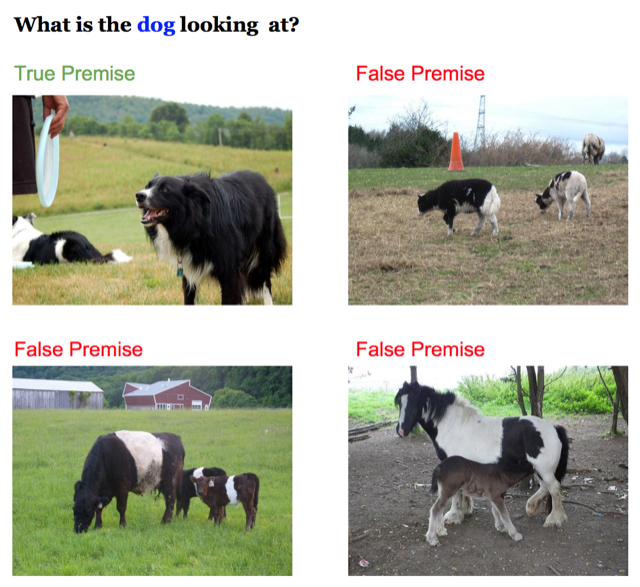 What is the dog looking at?
True Premise
False Premise
False Premise
False Premise